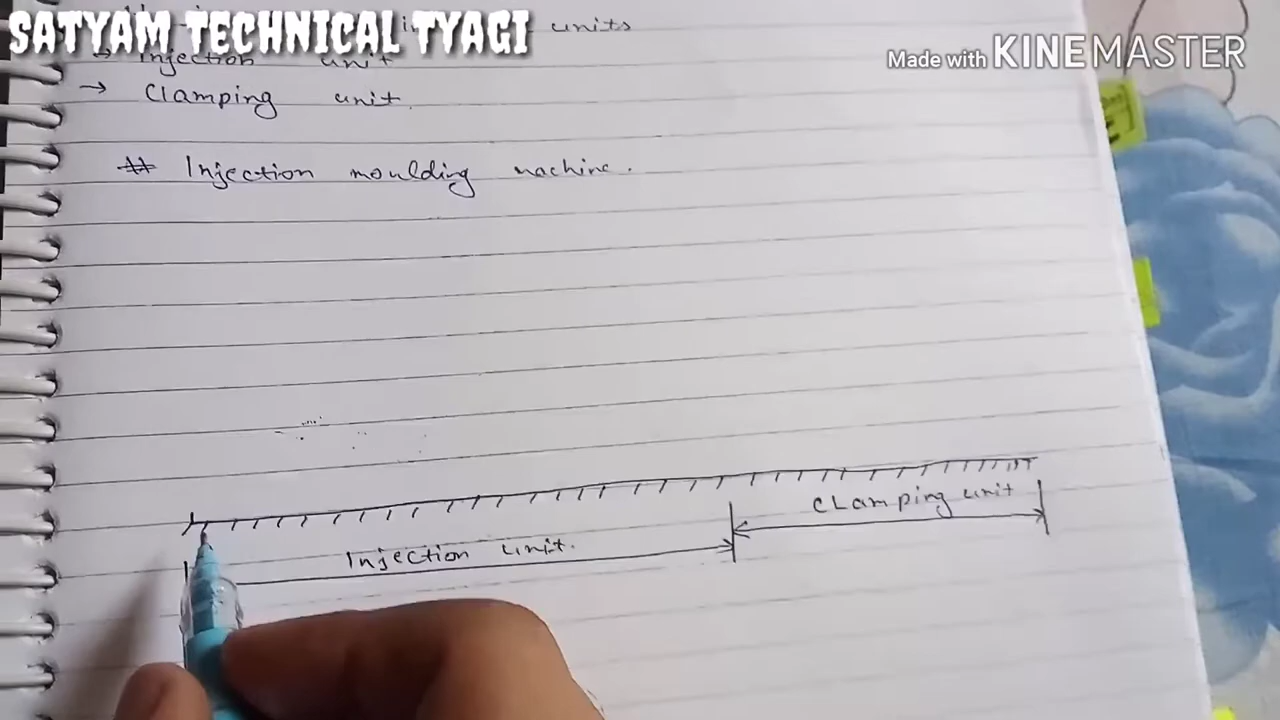 SATYAM TECHNICAL TYAGI
Made with KINEMASTER
units
→ Injection unit
→ Clamping unit.
# Injection moulding machine.
Clamping unit
Injection unit.